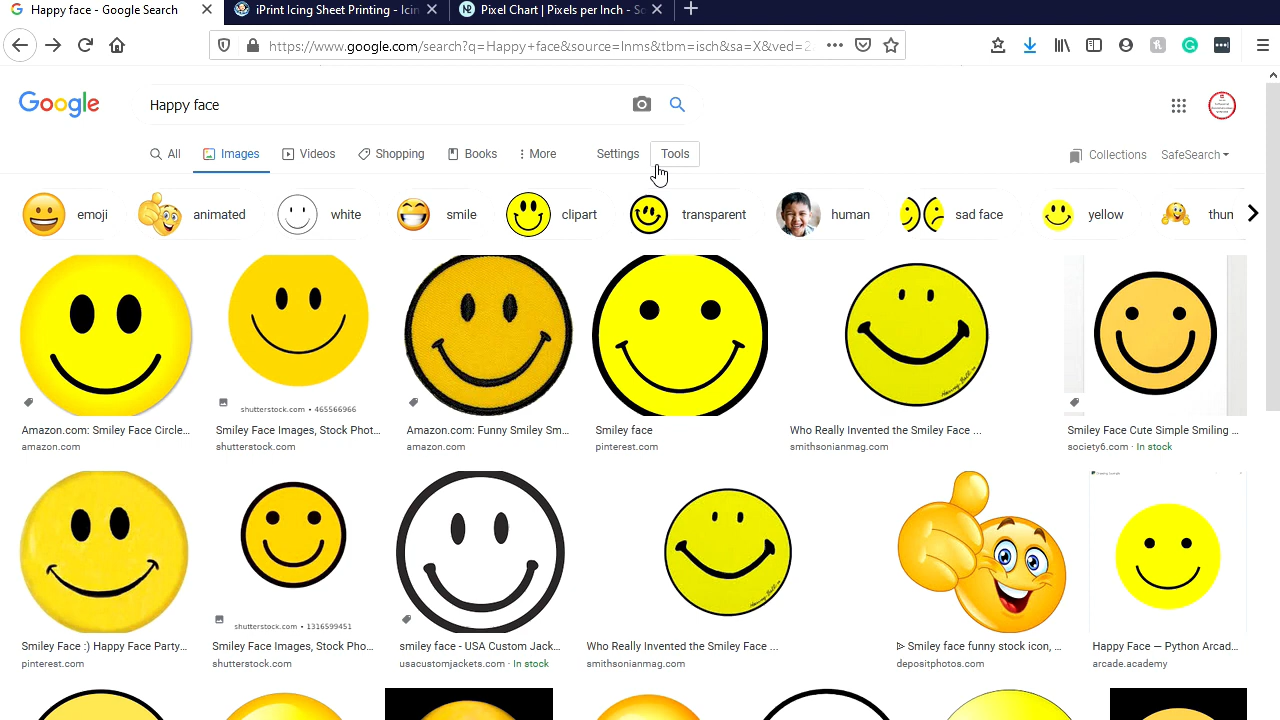 Happy face - Google Search
iPrint Icing Sheet Printing - Icin
Pixel Chart | Pixels per Inch - So
https://www.google.com/search?q=Happy+face&source=lnms&tbm=isch&sa=X&ved=2
Google
Happy face
All
Images
Videos
Shopping
Books
More
Settings
Tools
Collections
SafeSearch
emoji
animated
white
smile
clipart
transparent
human
sad face
yellow
thun
shutterstock.com • 465566966
Amazon.com: Smiley Face Circle...
amazon.com
Smiley Face Images, Stock Phot...
shutterstock.com
Amazon.com: Funny Smiley Sm...
amazon.com
Smiley face
pinterest.com
Who Really Invented the Smiley Face ...
smithsonianmag.com
Smiley Face Cute Simple Smiling ...
society6.com · In stock
shutterstock.com • 1316599451
Smiley Face :) Happy Face Party...
pinterest.com
Smiley Face Images, Stock Pho...
shutterstock.com
smiley face - USA Custom Jack...
usacustomjackets.com · In stock
Who Really Invented the Smiley Face ...
smithsonianmag.com
ᐅ Smiley face funny stock icon, ...
depositphotos.com
Happy Face — Python Arcad...
arcade.academy